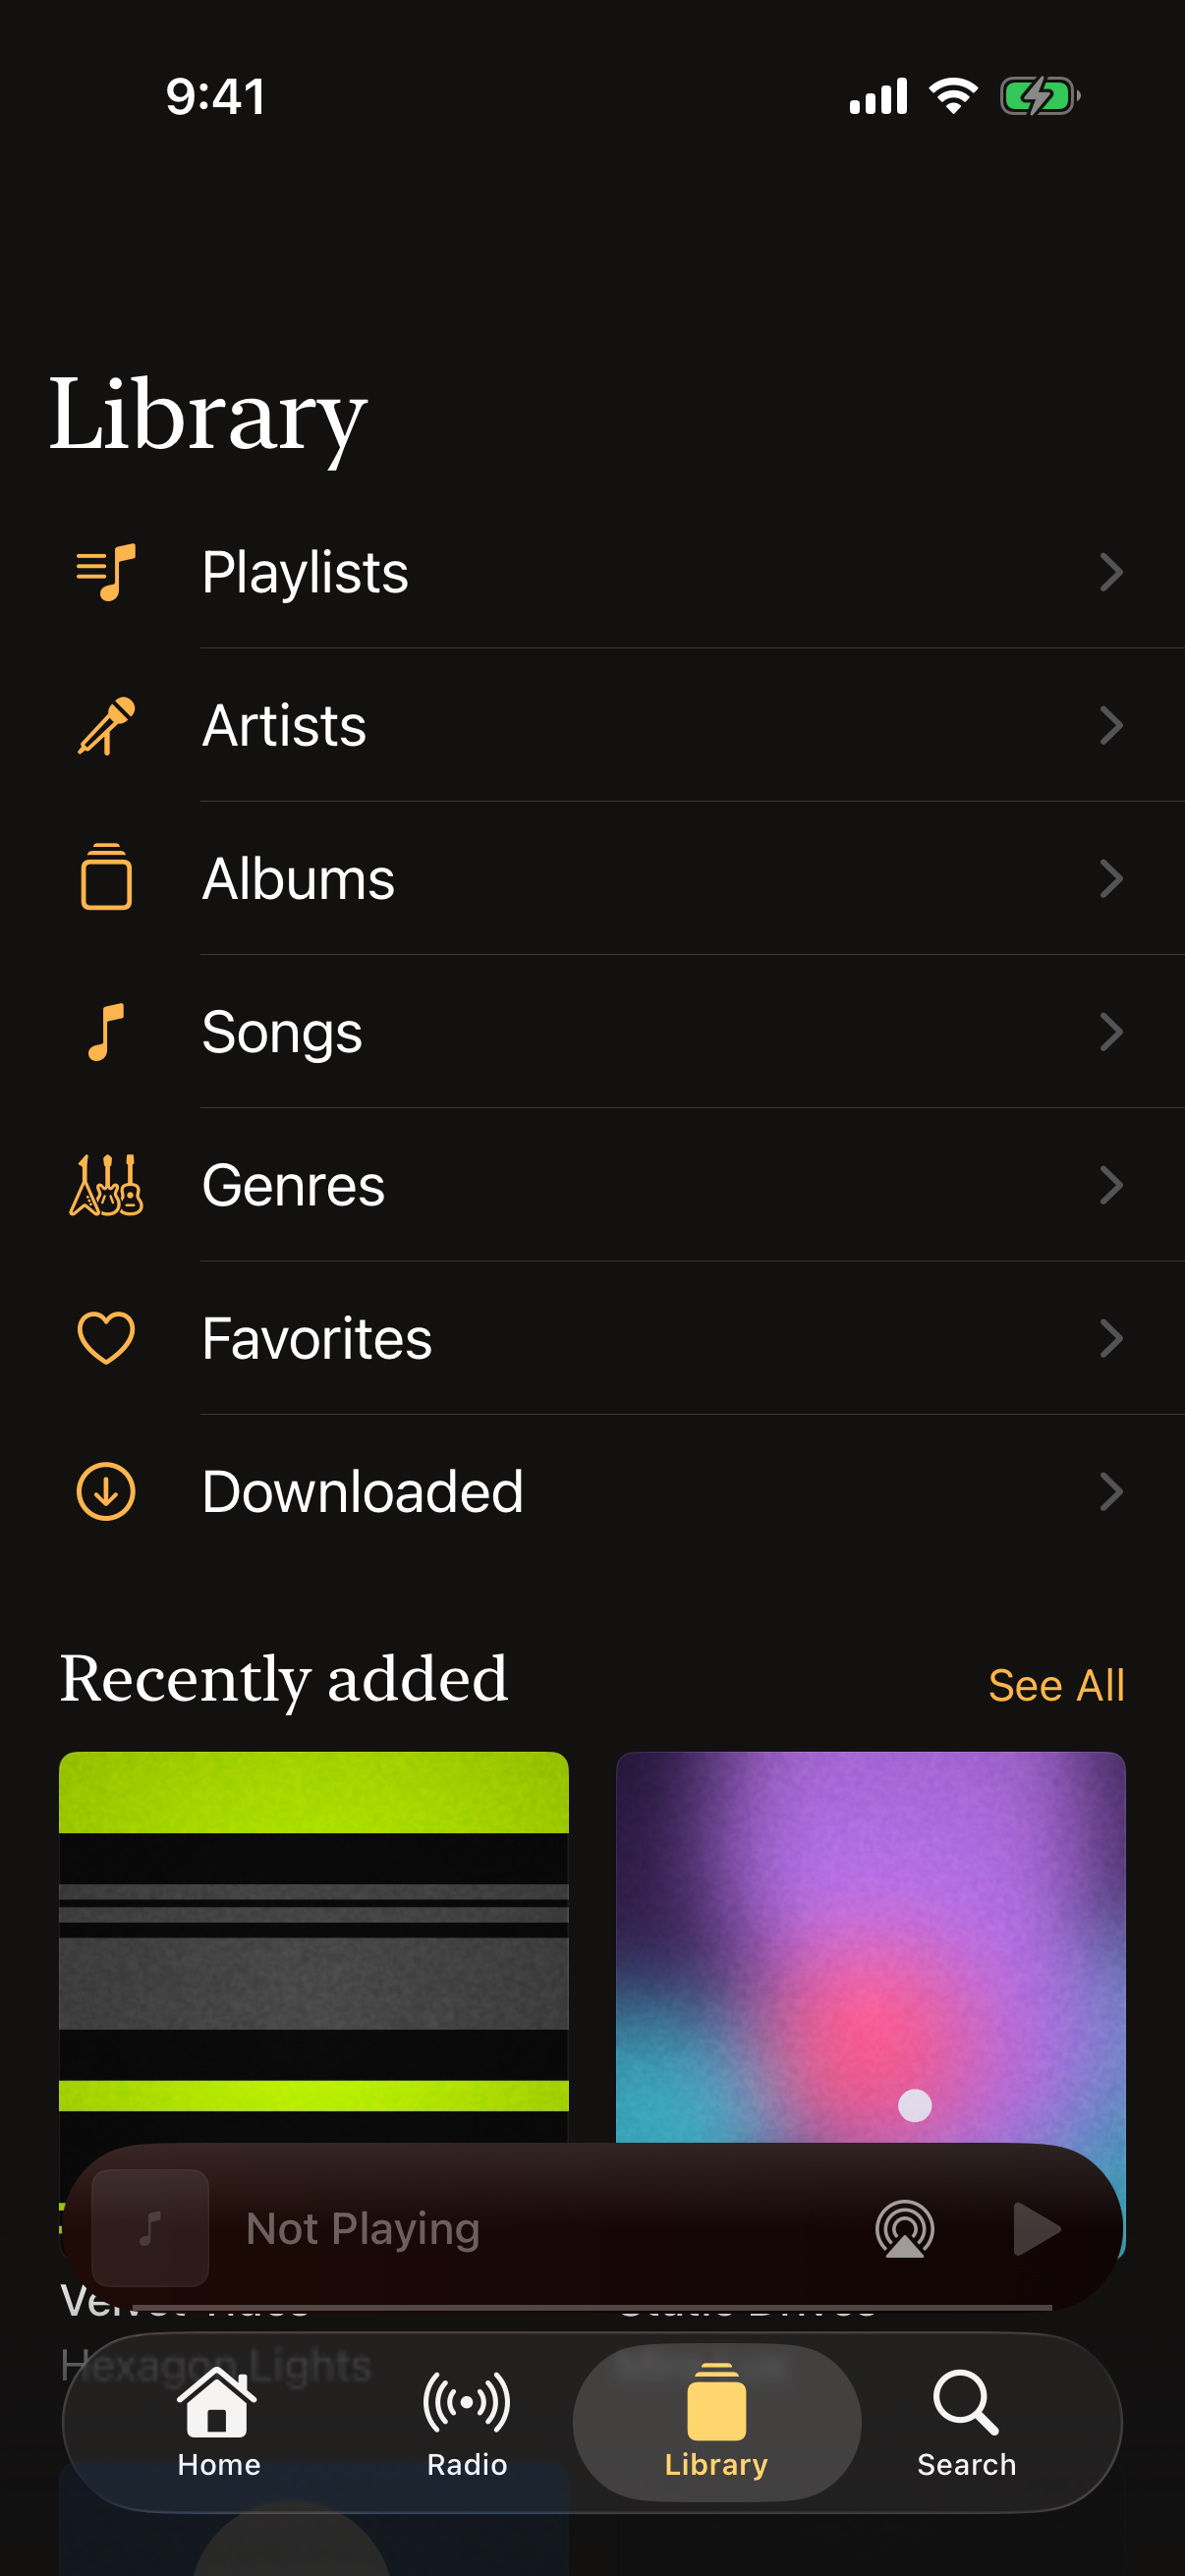 9:41
Library
Playlists
Artists
Albums
Songs
Genres
Favorites
Downloaded
Recently added
See All
Not Playing
Hexagon Lights
Home
Radio
Library
Search